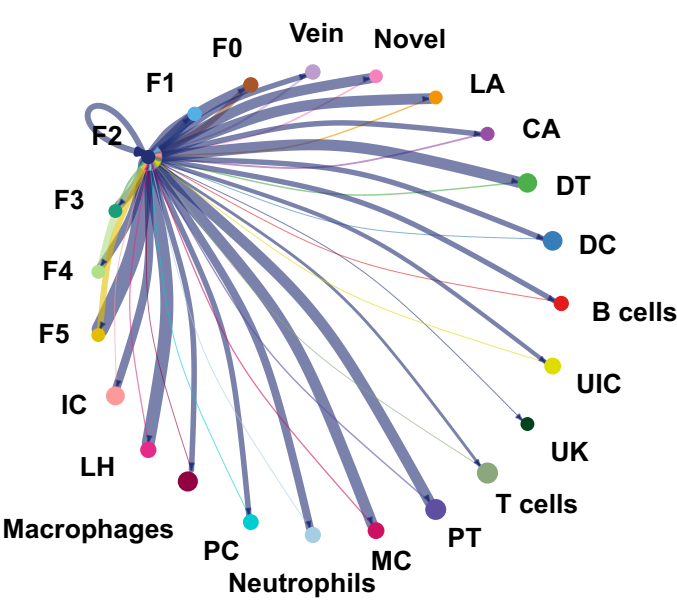 Vein
Novel
F0
F1
LA
CA
F2
DT
F3
DC
F4
B cells
F5
UIC
IC
UK
LH
T cells
Macrophages
PT
PC
MC
Neutrophils